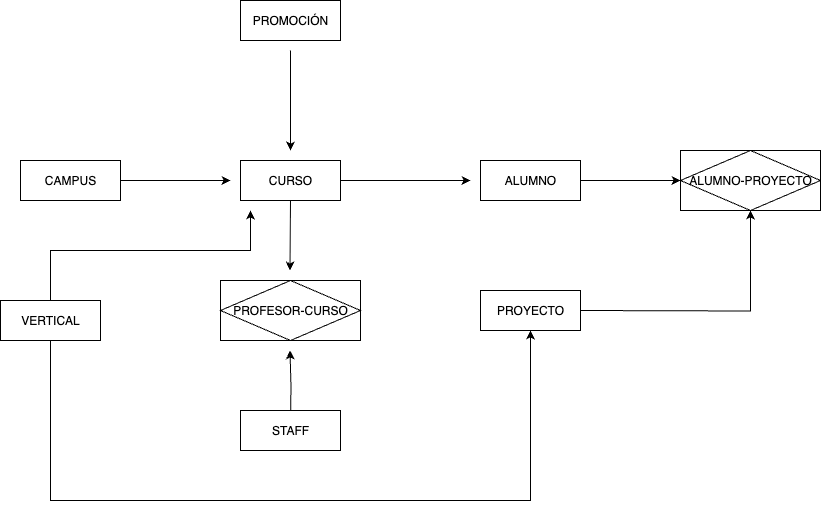 PROMOCIÓN
CAMPUS
CURSO
ALUMNO
ALUMNO-PROYECTO
VERTICAL
PROFESOR-CURSO
PROYECTO
STAFF